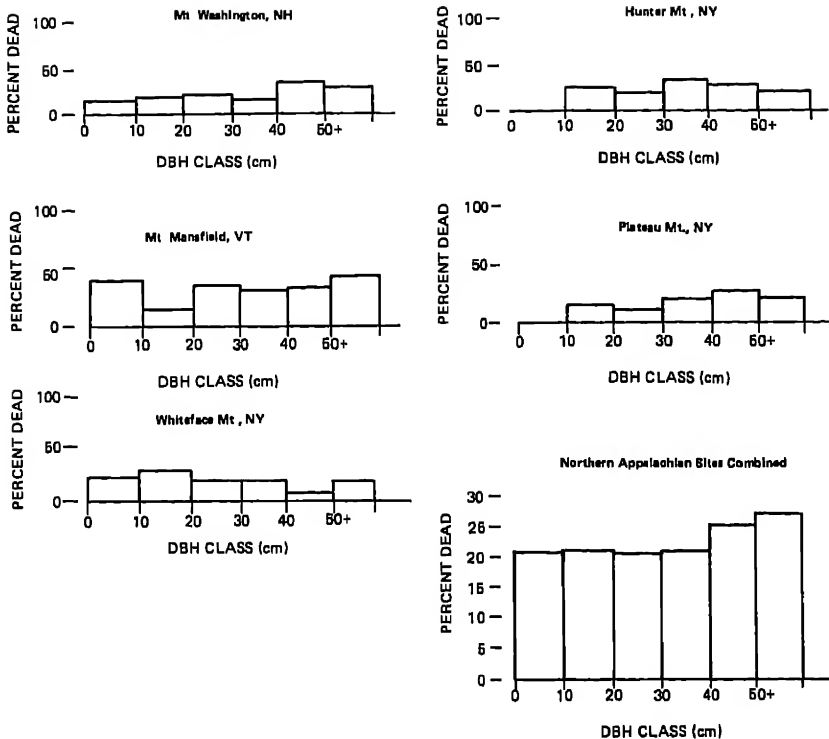 Mt Washington, NH
PERCENT DEAD
100
50
0
0 10 20 30 40 50+
DBH CLASS (cm)
Hunter Mt, NY
PERCENT DEAD
100
50
0
0 10 20 30 40 50+
DBH CLASS (cm)
Mt Mansfield, VT
PERCENT DEAD
100
50
0
0 10 20 30 40 50+
DBH CLASS (cm)
Plateau Mt., NY
PERCENT DEAD
100
50
0
0 10 20 30 40 50+
DBH CLASS (cm)
Whiteface Mt, NY
PERCENT DEAD
100
50
0
0 10 20 30 40 50+
DBH CLASS (cm)
Northern Appalachian Sites Combined
PERCENT DEAD
30
25
20
15
10
5
0
0 10 20 30 40 50+
DBH CLASS (cm)